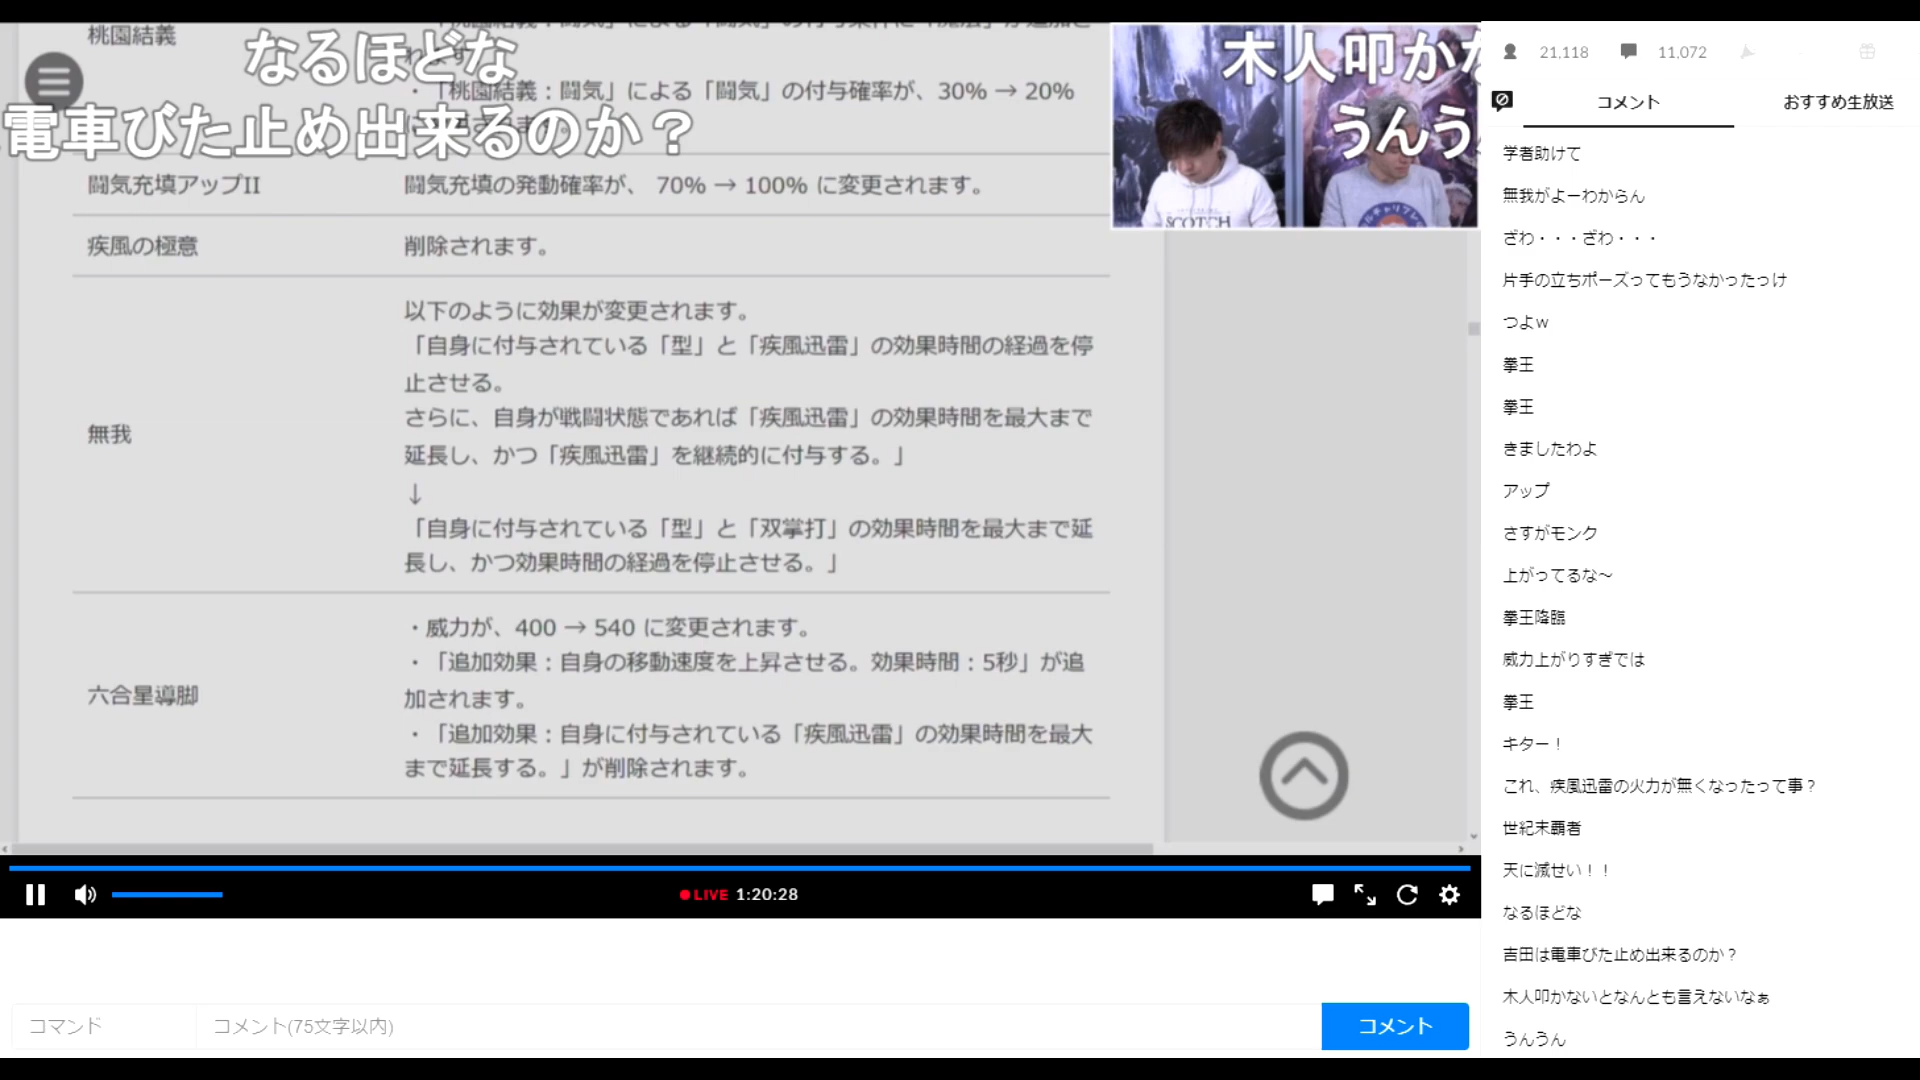 桃園結義
なるほどな
・「桃園結義：闘気」による「闘気」の付与確率が、30% → 20%
電車びた止め出来るのか？
闘気充填アップII
闘気充填の発動確率が、 70% → 100% に変更されます。
疾風の極意
削除されます。
無我
以下のように効果が変更されます。
「自身に付与されている「型」と「疾風迅雷」の効果時間の経過を停
止させる。
さらに、自身が戦闘状態であれば「疾風迅雷」の効果時間を最大まで
延長し、かつ「疾風迅雷」を継続的に付与する。」
↓
「自身に付与されている「型」と「双掌打」の効果時間を最大まで延
長し、かつ効果時間の経過を停止させる。」
六合星導脚
・威力が、400 → 540 に変更されます。
・「追加効果：自身の移動速度を上昇させる。効果時間：5秒」が追
加されます。
・「追加効果：自身に付与されている「疾風迅雷」の効果時間を最大
まで延長する。」が削除されます。
木人叩かな
うんう
SCOTCH
LIVE 1:20:28
コマンド
コメント(75文字以内)
コメント
21,118
11,072
コメント
おすすめ生放送
学者助けて
無我がよーわからん
ざわ・・・ざわ・・・
片手の立ちポーズってもうなかったっけ
つよｗ
拳王
拳王
きましたわよ
アップ
さすがモンク
上がってるな～
拳王降臨
威力上がりすぎでは
拳王
キター！
これ、疾風迅雷の火力が無くなったって事？
世紀末覇者
天に滅せい！！
なるほどな
吉田は電車びた止め出来るのか？
木人叩かないとなんとも言えないなぁ
うんうん